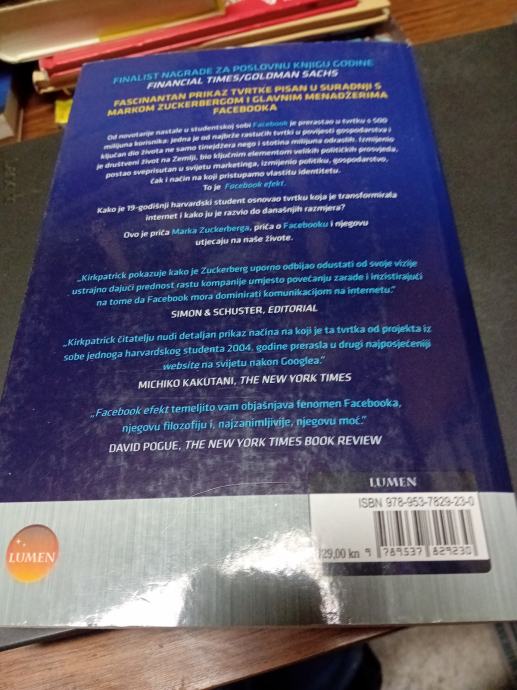 FINALIST NAGRADE ZA POSLOVNU KNJIGU GODINE
FINANCIAL TIMES/GOLDMAN SACHS
FASCINANTAN PRIKAZ TVRTKE PISAN U SURADNJI S
MARKOM ZUCKERBERGOM I GLAVNIM MENADŽERIMA
FACEBOOKA
Od novotarije nastale u studentskoj sobi Facebook je prerastao u tvrtku s 500
milijuna korisnika: jedna je od najbrže rastućih tvrtki u povijesti gospodarstva i
ključan dio života ne samo tinejdžera nego i stotina milijuna odraslih. Izmijenio
je društveni život na Zemlji, bio ključnim elementom velikih političkih prosvjeda,
postao sveprisutan u svijetu marketinga, izmijenio politiku, gospodarstvo,
čak i način na koji pristupamo vlastitu identitetu.
To je Facebook efekt.
Kako je 19-godišnji harvardski student osnovao tvrtku koja je transformirala
internet i kako ju je razvio do današnjih razmjera?
Ovo je priča Marka Zuckerberga, priča o Facebooku i njegovu
utjecaju na naše živote.
„Kirkpatrick pokazuje kako je Zuckerberg uporno odbijao odustati od svoje vizije
ustrajno dajući prednost rastu kompanije umjesto povećanju zarade i inzistirajući
na tome da Facebook mora dominirati komunikacijom na internetu."
SIMON & SCHUSTER, EDITORIAL
„Kirkpatrick čitatelju nudi detaljan prikaz načina na koji je ta tvrtka od projekta iz
sobe jednoga harvardskog studenta 2004. godine prerasla u drugi najposjećeniji
website na svijetu nakon Googlea."
MICHIKO KAKUTANI, THE NEW YORK TIMES
„Facebook efekt temeljito vam objašnjava fenomen Facebooka,
njegovu filozofiju i, najzanimljivije, njegovu moć."
DAVID POGUE, THE NEW YORK TIMES BOOK REVIEW
LUMEN
ISBN 978-953-7829-23-0
29,00 kn 9 789537 829230
LUMEN